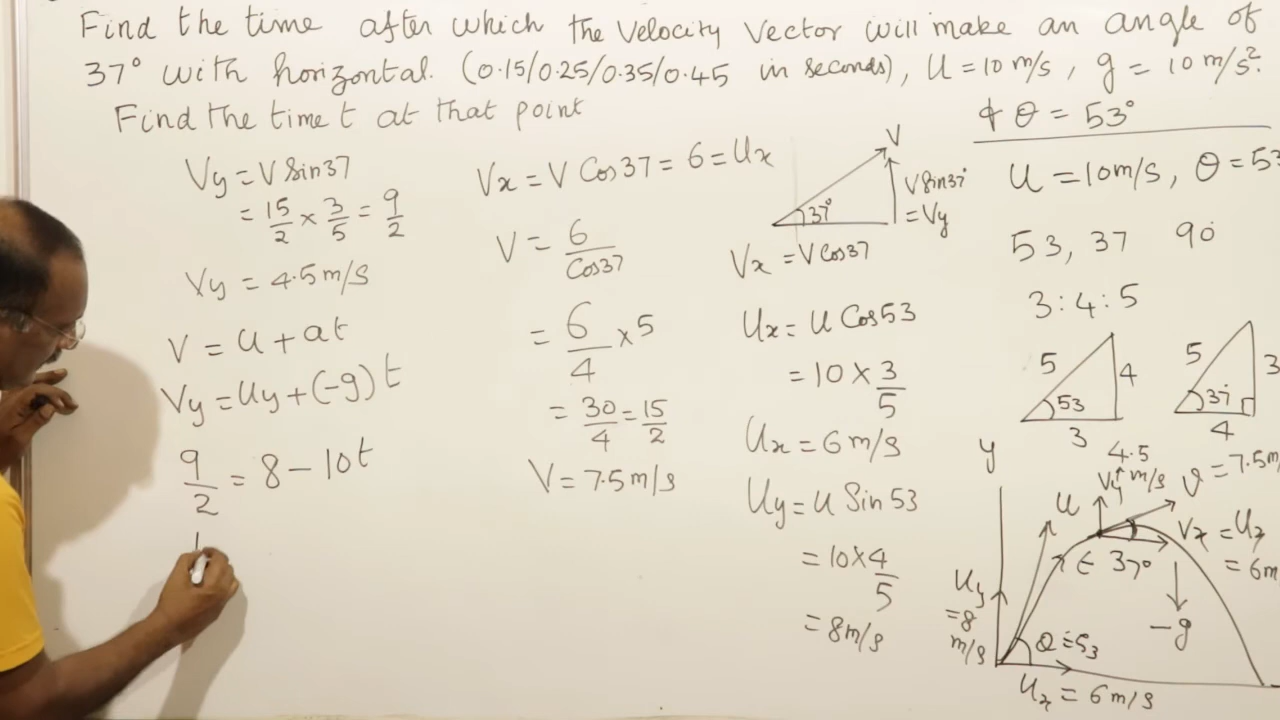 Find the time after which the Velocity Vector will make an angle of
37° with horizontal. (0.15/0.25/0.35/0.45 in seconds), U = 10 m/s, g = 10 m/s².
Find the time t at that point
& θ = 53°
Vy = V Sin37
= 15/2 × 3/5 = 9/2
Vy = 4.5 m/s
V = u + at
Vy = Uy + (-g) t
9/2 = 8 - 10t
Vx = V Cos37 = 6 = Ux
V = 6/Cos37
= 6/4 × 5
= 30/4 = 15/2
V = 7.5 m/s
V
37°
V Sin37°
= Vy
Vx = V Cos37
Ux = U Cos53
= 10 × 3/5
Ux = 6 m/s
Uy = U Sin 53
= 10 × 4/5
= 8 m/s
U = 10 m/s, θ = 53
53, 37 90°
3 : 4 : 5
5
4
53
3
5
3
37°
4
y
4.5
Vy m/s
U
V = 7.5 m
Vx = Ux
= 6 m
t 37°
-g
Uy
= 8
m/s
θ = 53
Ux = 6 m/s